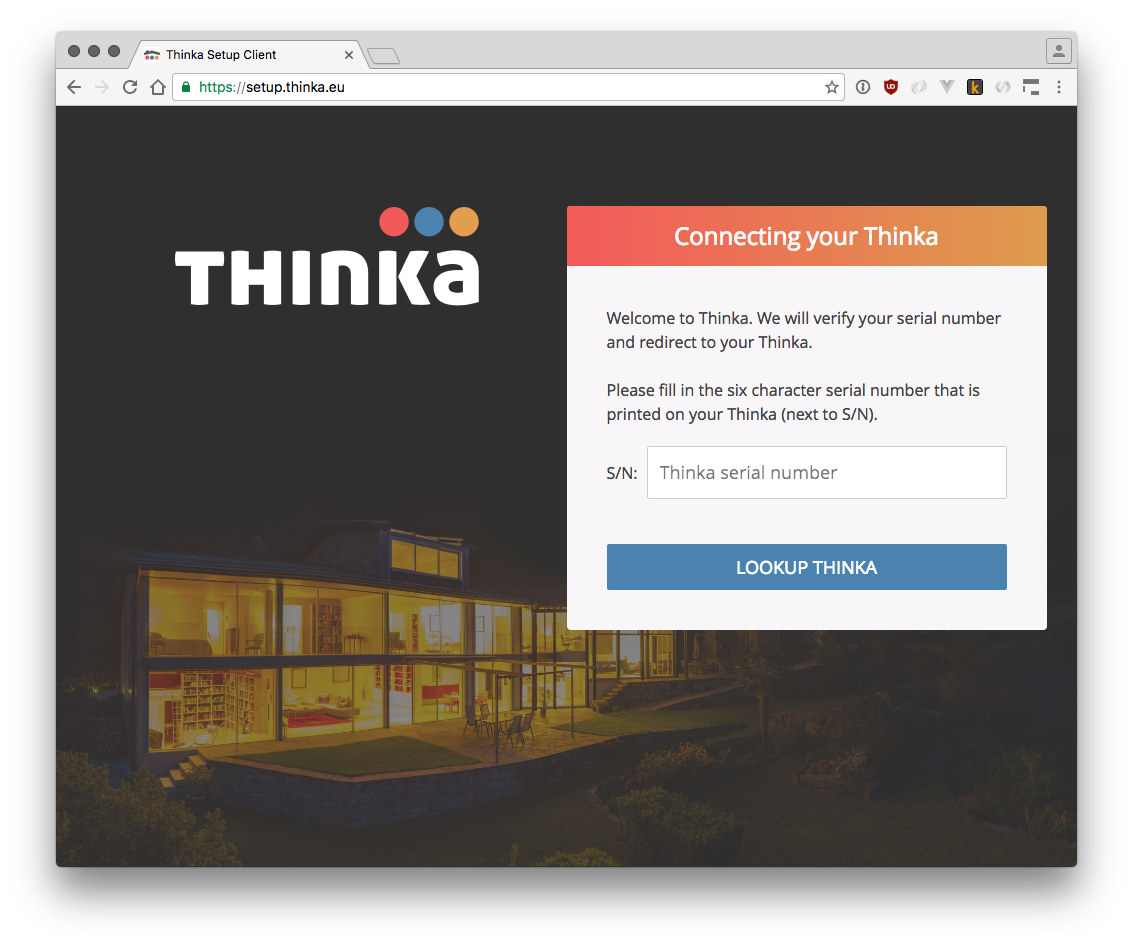 Thinka Setup Client
https://setup.thinka.eu
THINKA
Connecting your Thinka
Welcome to Thinka. We will verify your serial number
and redirect to your Thinka.
Please fill in the six character serial number that is
printed on your Thinka (next to S/N).
S/N: Thinka serial number
LOOKUP THINKA